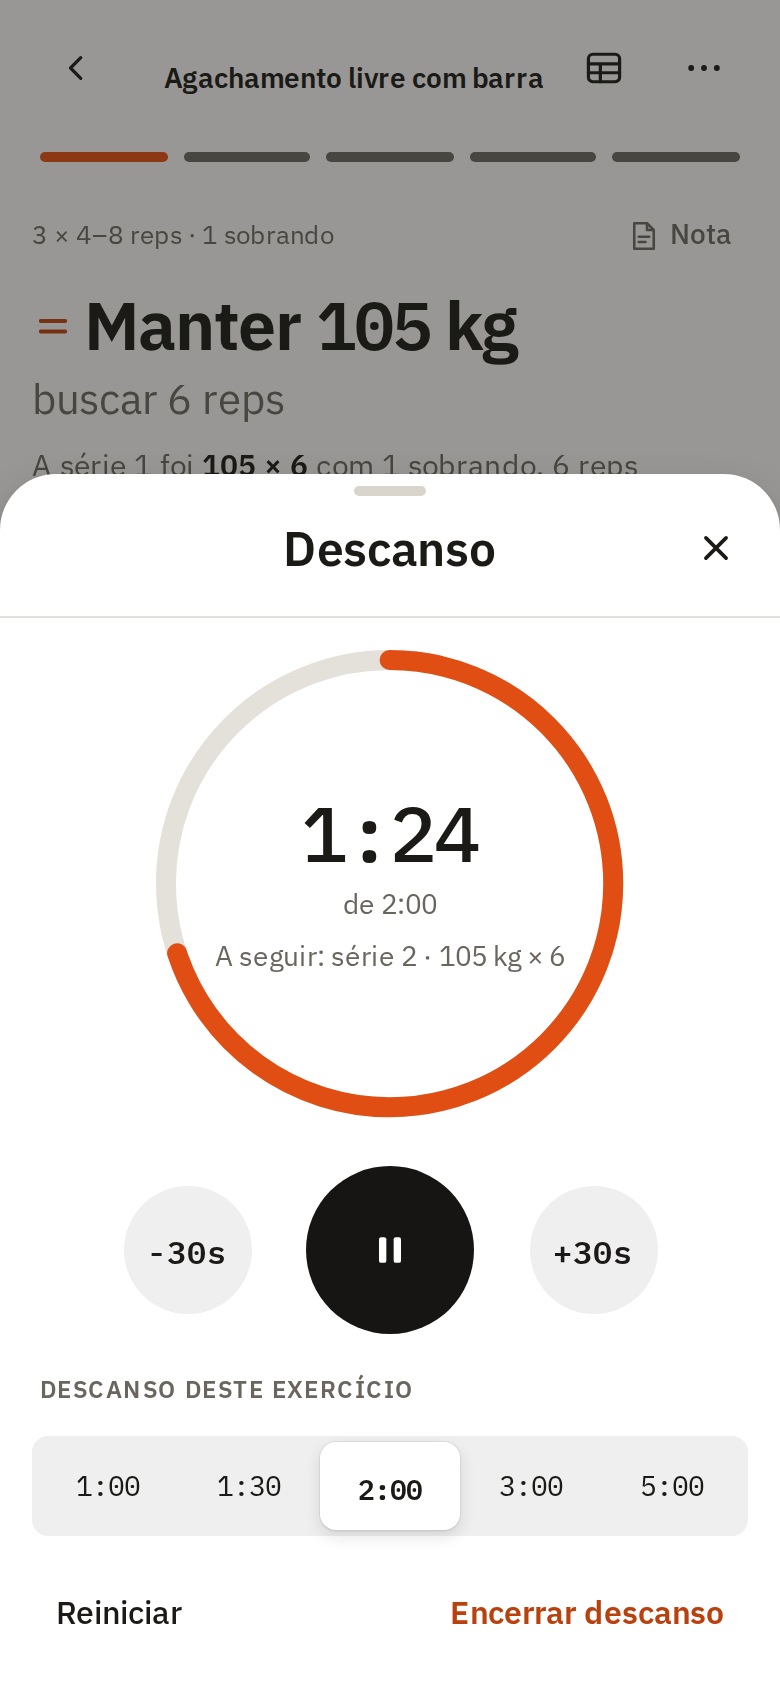 Agachamento livre com barra
3 × 4–8 reps · 1 sobrando
Nota
= Manter 105 kg
buscar 6 reps
A série 1 foi 105 × 6 com 1 sobrando. 6 reps
Descanso
1:24
de 2:00
A seguir: série 2 · 105 kg × 6
-30s
+30s
DESCANSO DESTE EXERCÍCIO
1:00 1:30 2:00 3:00 5:00
Reiniciar
Encerrar descanso